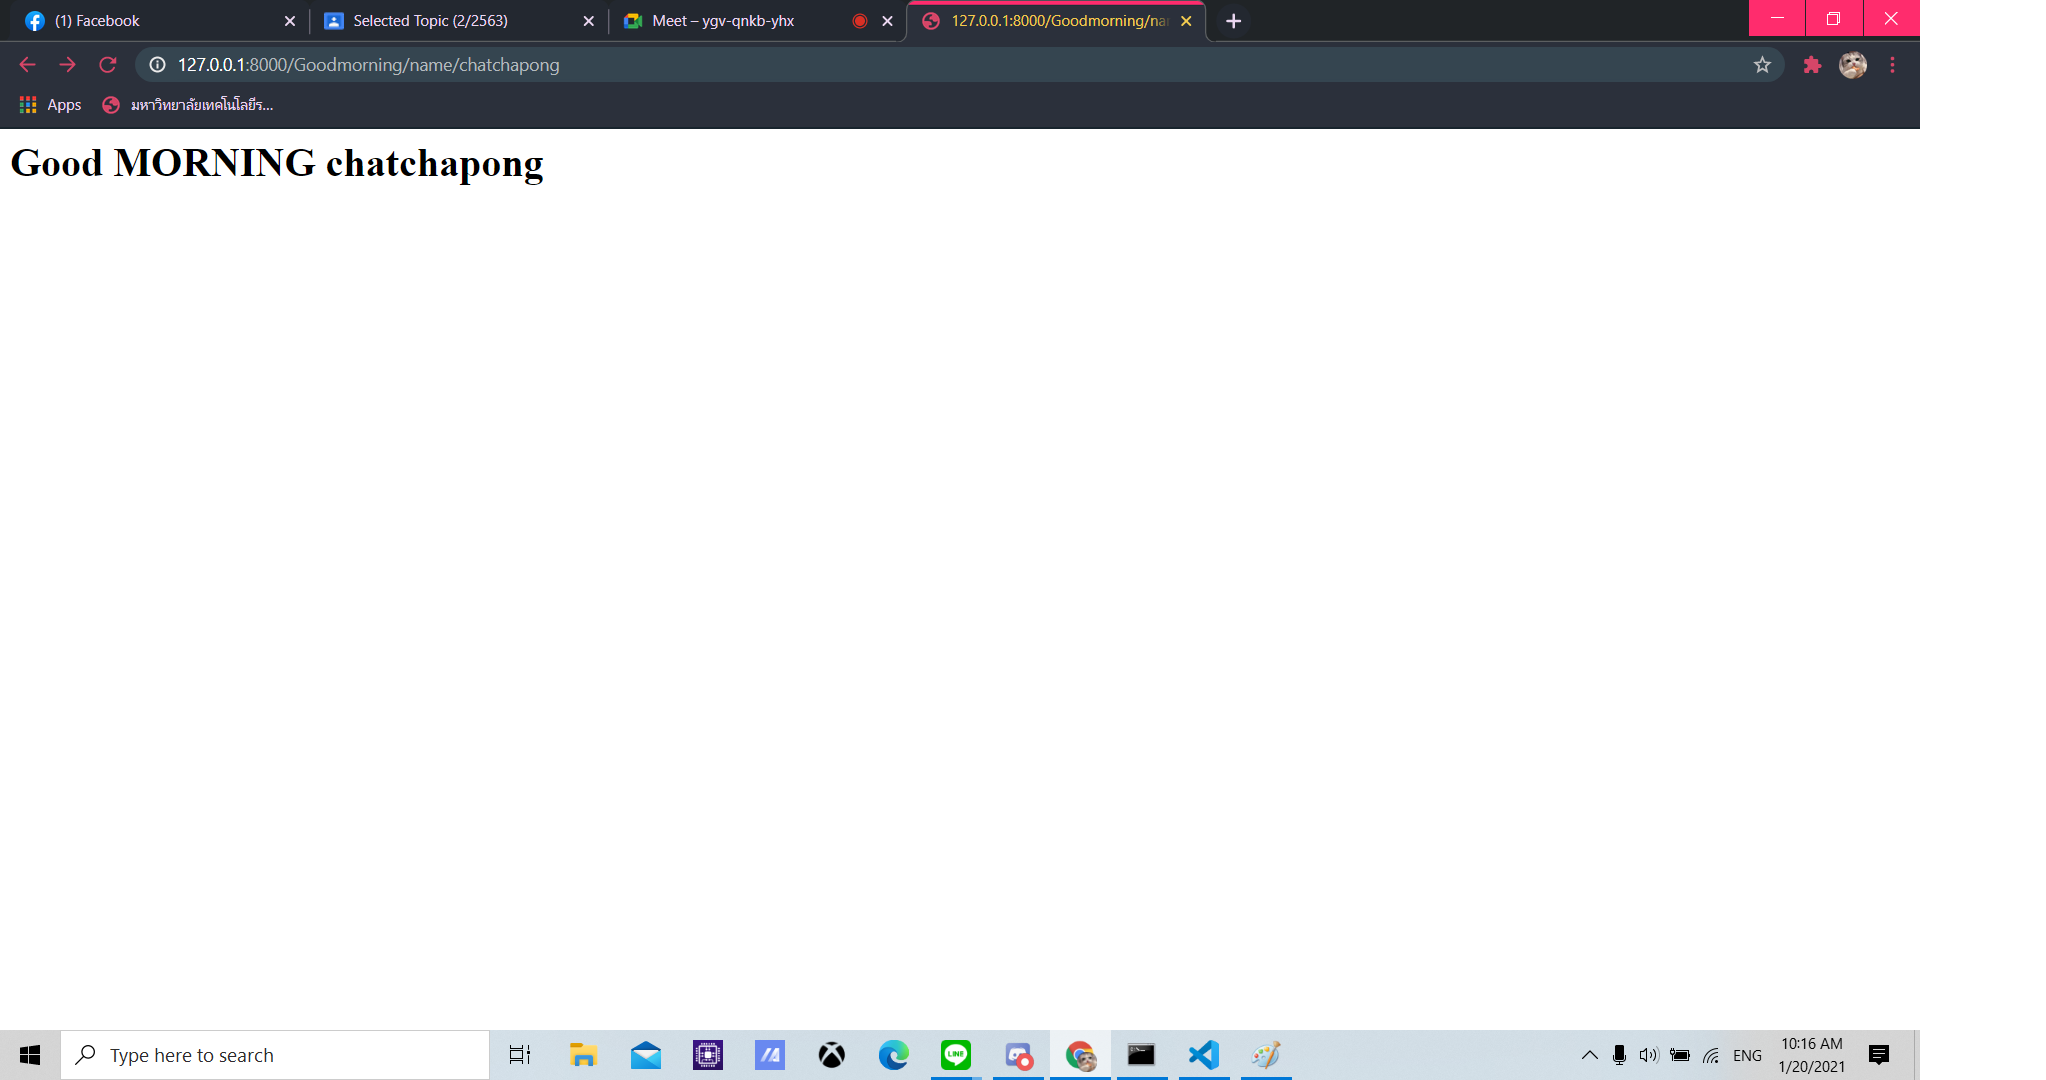 (1) Facebook
Selected Topic (2/2563)
Meet – ygv-qnkb-yhx
127.0.0.1:8000/Goodmorning/na
127.0.0.1:8000/Goodmorning/name/chatchapong
Apps
มหาวิทยาลัยเทคโนโลยีร...
Good MORNING chatchapong
Type here to search
LINE
ENG
10:16 AM
1/20/2021